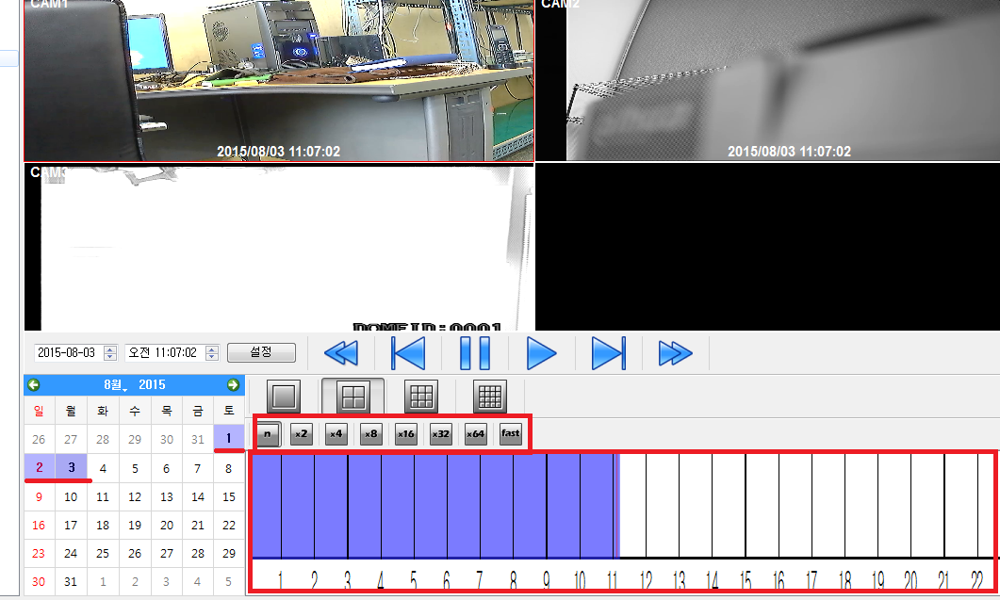 CAM1
CAM2
2015/08/03 11:07:02
2015/08/03 11:07:02
CAM3
DOMEID:0001
2015-08-03 오전 11:07:02 설정
8월, 2015
일 월 화 수 목 금 토
26 27 28 29 30 31 1
2 3 4 5 6 7 8
9 10 11 12 13 14 15
16 17 18 19 20 21 22
23 24 25 26 27 28 29
30 31 1 2 3 4 5
n x2 x4 x8 x16 x32 x64 fast
1 2 3 4 5 6 7 8 9 10 11 12 13 14 15 16 17 18 19 20 21 22